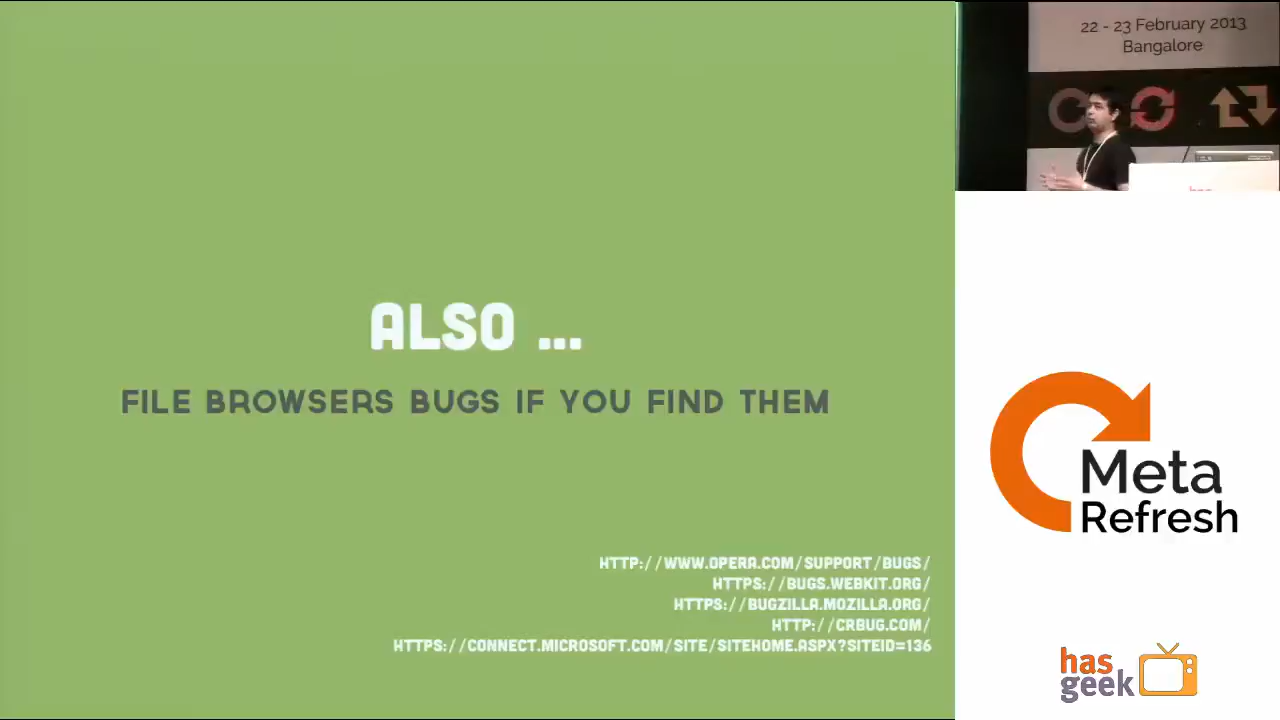 ALSO ...
FILE BROWSERS BUGS IF YOU FIND THEM
HTTP://WWW.OPERA.COM/SUPPORT/BUGS/
HTTPS://BUGS.WEBKIT.ORG/
HTTPS://BUGZILLA.MOZILLA.ORG/
HTTP://CRBUG.COM/
HTTPS://CONNECT.MICROSOFT.COM/SITE/SITEHOME.ASPX?SITEID=136
22 - 23 February 2013
Bangalore
Meta
Refresh
has
geek